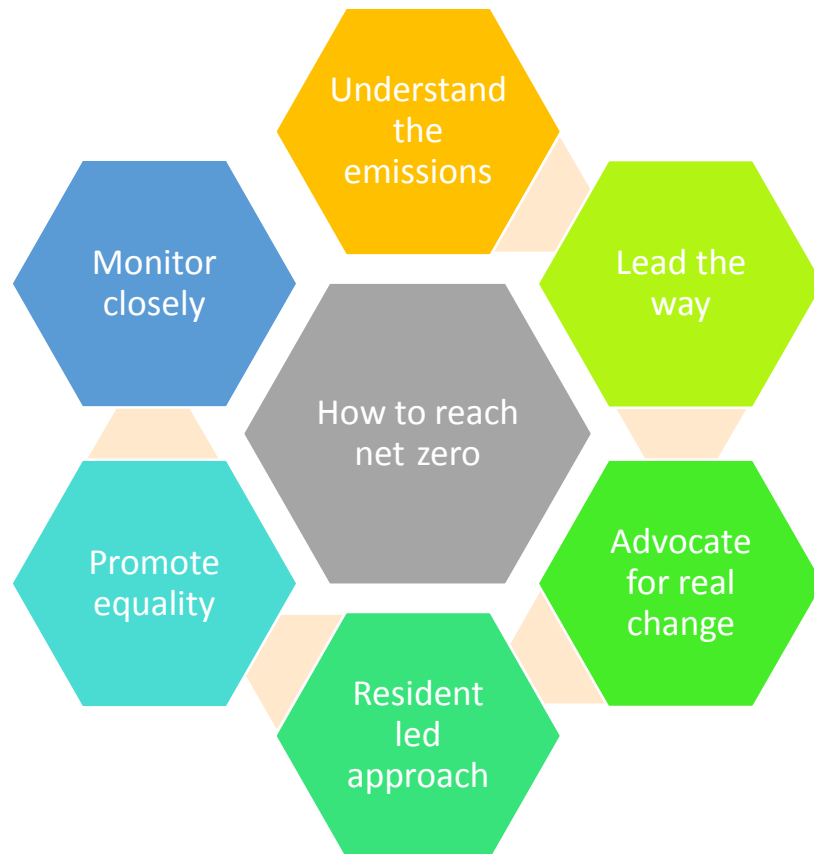 Understand
the
emissions
Lead the
way
Advocate
for real
change
Resident
led
approach
Promote
equality
Monitor
closely
How to reach
net zero